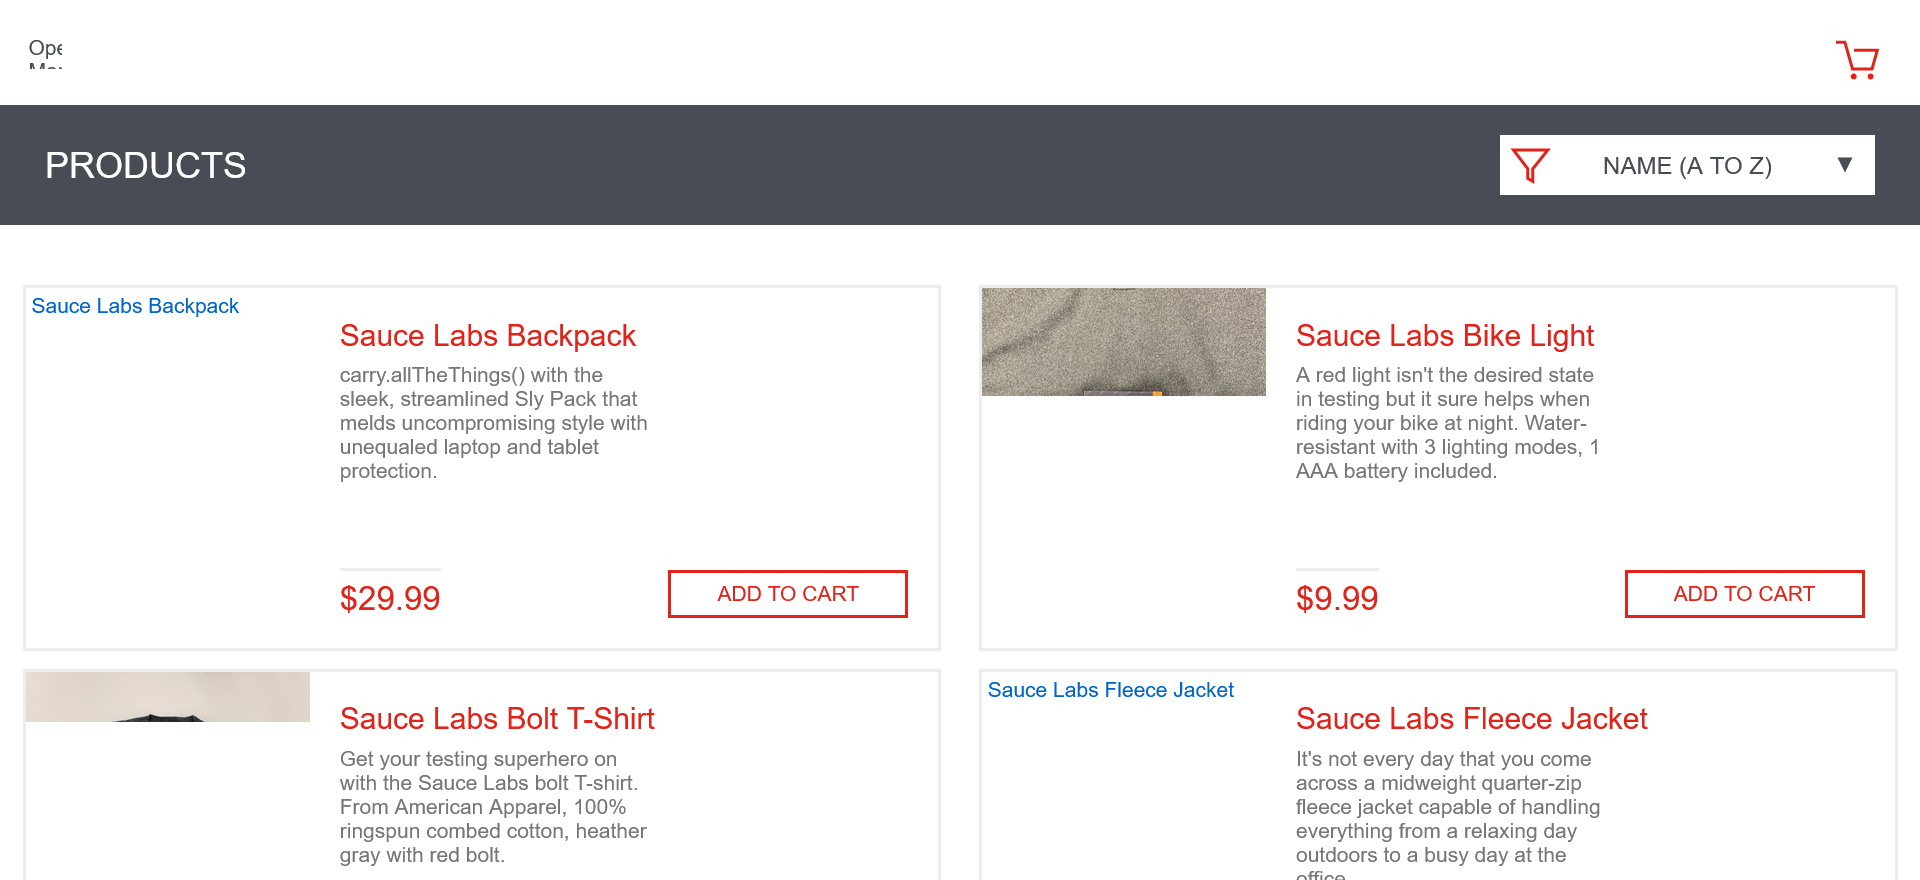 Ope
PRODUCTS
NAME (A TO Z) ▼
Sauce Labs Backpack
Sauce Labs Backpack
carry.allTheThings() with the
sleek, streamlined Sly Pack that
melds uncompromising style with
unequaled laptop and tablet
protection.
$29.99
ADD TO CART
Sauce Labs Bike Light
A red light isn't the desired state
in testing but it sure helps when
riding your bike at night. Water-
resistant with 3 lighting modes, 1
AAA battery included.
$9.99
ADD TO CART
Sauce Labs Bolt T-Shirt
Get your testing superhero on
with the Sauce Labs bolt T-shirt.
From American Apparel, 100%
ringspun combed cotton, heather
gray with red bolt.
Sauce Labs Fleece Jacket
Sauce Labs Fleece Jacket
It's not every day that you come
across a midweight quarter-zip
fleece jacket capable of handling
everything from a relaxing day
outdoors to a busy day at the
office.